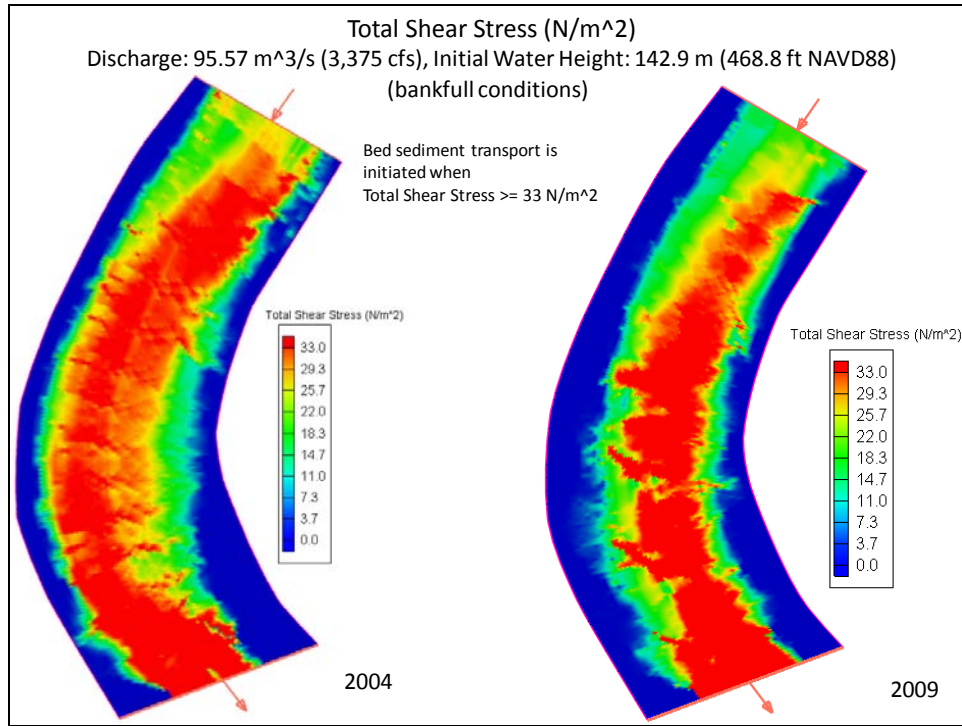 Total Shear Stress (N/m^2)
Discharge: 95.57 m^3/s (3,375 cfs), Initial Water Height: 142.9 m (468.8 ft NAVD88)
(bankfull conditions)
Bed sediment transport is
initiated when
Total Shear Stress >= 33 N/m^2
Total Shear Stress (N/m^2)
33.0
29.3
25.7
22.0
18.3
14.7
11.0
7.3
3.7
0.0
2004
Total Shear Stress (N/m^2)
33.0
29.3
25.7
22.0
18.3
14.7
11.0
7.3
3.7
0.0
2009